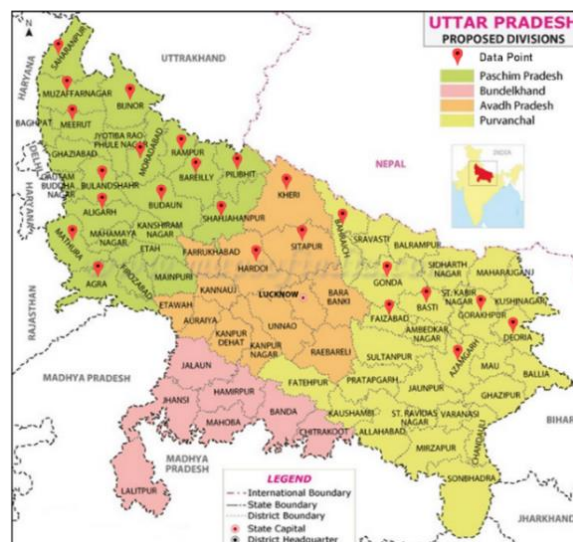 UTTAR PRADESH
PROPOSED DIVISIONS
Data Point
Paschim Pradesh
Bundelkhand
Avadh Pradesh
Purvanchal
INDIA
N
HARYANA
UTTRAKHAND
NEPAL
DELHI
HARYANA
RAJASTHAN
MADHYA PRADESH
MADHYA
PRADESH
BIHAR
JHARKHAND
SAHARANPUR
MUZAFFARNAGAR
BIJNOR
BAGHPAT
MEERUT
JYOTIBA RAO-
PHULE NAGAR
MORADABAD
RAMPUR
GHAZIABAD
BAREILLY
PILIBHIT
GAUTAM
BUDDHA
NAGAR
BULANDSHAHR
BUDAUN
SHAHJAHANPUR
ALIGARH
KANSHIRAM
NAGAR
MATHURA
MAHAMAYA
NAGAR
ETAH
FARRUKHABAD
AGRA
FIROZABAD
MAINPURI
KHERI
SITAPUR
HARDOI
KANNAUJ
LUCKNOW
BARA
BANKI
ETAWAH
AURAIYA
UNNAO
KANPUR
DEHAT
KANPUR
NAGAR
RAEBARELI
BAHRAICH
SRAVASTI
BALRAMPUR
GONDA
SIDHARTH
NAGAR
MAHARAJGANJ
BASTI
ST. KABIR
NAGAR
KUSHINAGAR
GORAKHPUR
FAIZABAD
AMBEDKAR
NAGAR
DEORIA
SULTANPUR
AZAMGARH
MAU
BALLIA
FATEHPUR
PRATAPGARH
JAUNPUR
GHAZIPUR
KAUSHAMBI
ST. RAVIDAS
NAGAR
VARANASI
ALLAHABAD
CHANDAULI
MIRZAPUR
SONBHADRA
JALAUN
JHANSI
HAMIRPUR
BANDA
MAHOBA
CHITRAKOOT
LALITPUR
LEGEND
International Boundary
State Boundary
District Boundary
State Capital
District Headquarter